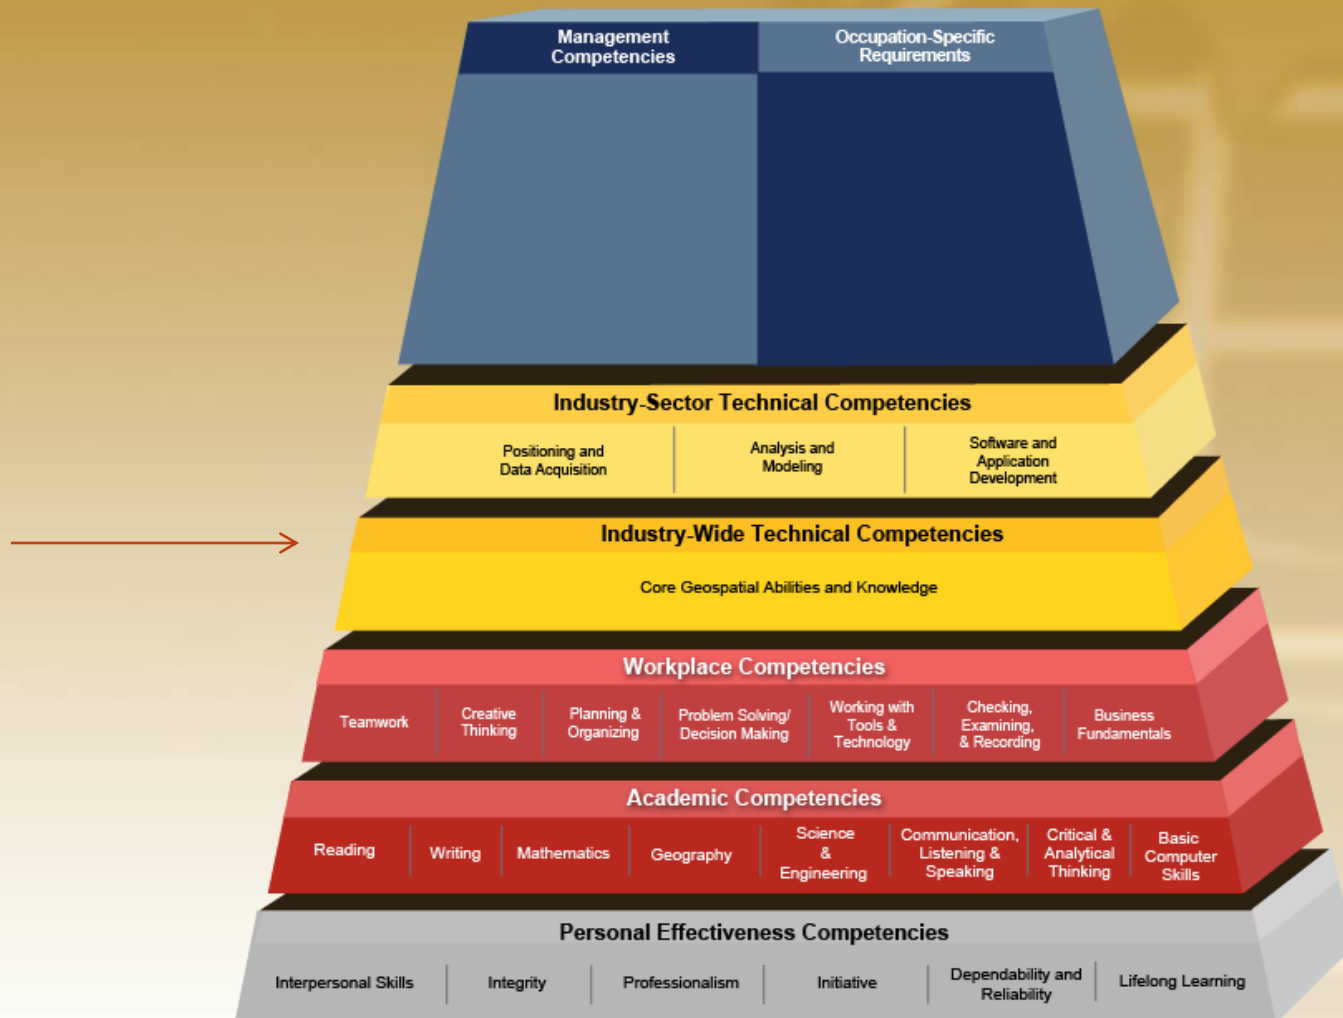 Management
Competencies
Occupation-Specific
Requirements
Industry-Sector Technical Competencies
Positioning and
Data Acquisition
Analysis and
Modeling
Software and
Application
Development
Industry-Wide Technical Competencies
Core Geospatial Abilities and Knowledge
Workplace Competencies
Teamwork
Creative
Thinking
Planning &
Organizing
Problem Solving/
Decision Making
Working with
Tools &
Technology
Checking,
Examining,
& Recording
Business
Fundamentals
Academic Competencies
Reading
Writing
Mathematics
Geography
Science
&
Engineering
Communication,
Listening &
Speaking
Critical &
Analytical
Thinking
Basic
Computer
Skills
Personal Effectiveness Competencies
Interpersonal Skills
Integrity
Professionalism
Initiative
Dependability and
Reliability
Lifelong Learning